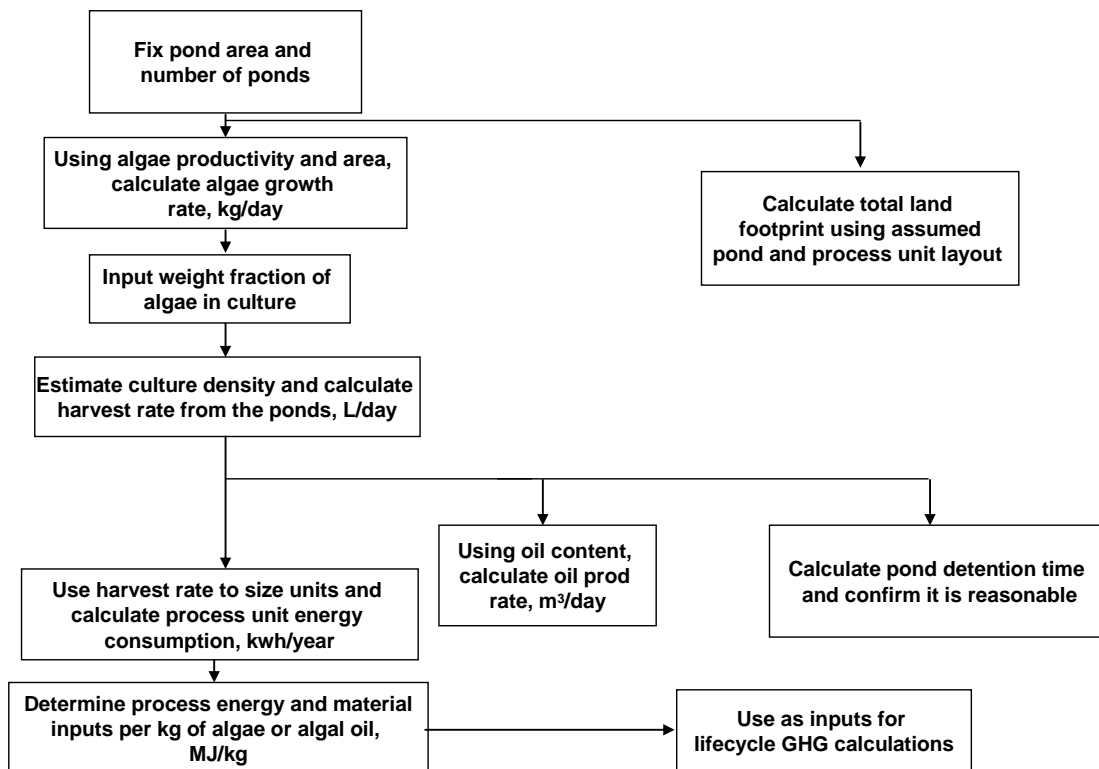 Fix pond area and
number of ponds
Using algae productivity and area,
calculate algae growth
rate, kg/day
Calculate total land
footprint using assumed
pond and process unit layout
Input weight fraction of
algae in culture
Estimate culture density and calculate
harvest rate from the ponds, L/day
Using oil content,
calculate oil prod
rate, m³/day
Calculate pond detention time
and confirm it is reasonable
Use harvest rate to size units and
calculate process unit energy
consumption, kwh/year
Determine process energy and material
inputs per kg of algae or algal oil,
MJ/kg
Use as inputs for
lifecycle GHG calculations